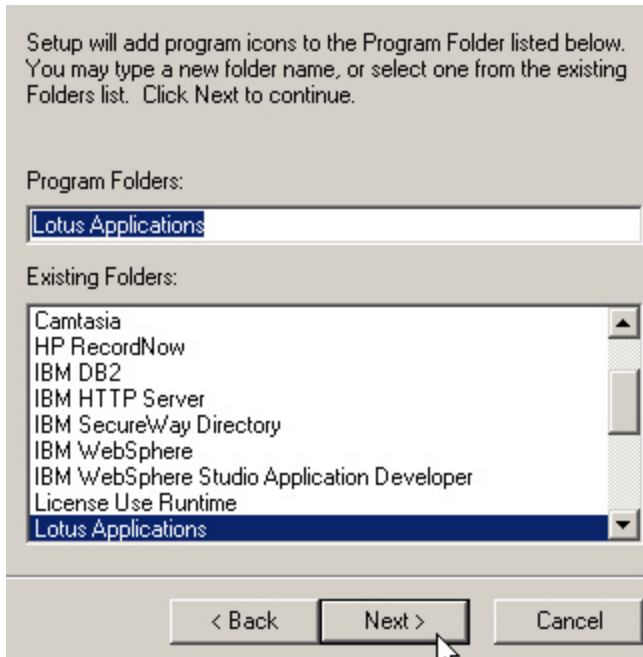 Setup will add program icons to the Program Folder listed below.
You may type a new folder name, or select one from the existing
Folders list.  Click Next to continue.
Program Folders:
Lotus Applications
Existing Folders:
Camtasia
HP RecordNow
IBM DB2
IBM HTTP Server
IBM SecureWay Directory
IBM WebSphere
IBM WebSphere Studio Application Developer
License Use Runtime
Lotus Applications
< Back
Next >
Cancel